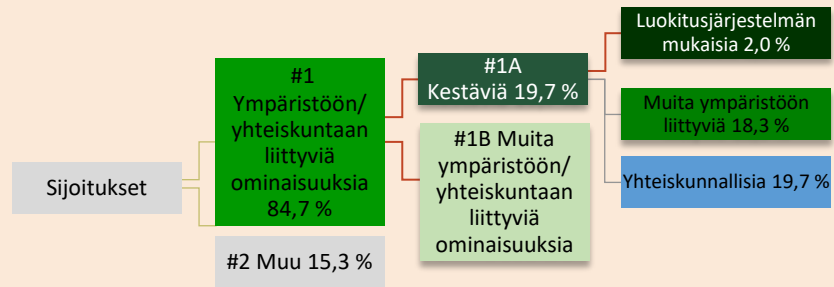 Sijoitukset
#1
Ympäristöön/
yhteiskuntaan
liittyviä
ominaisuuksia
84,7 %
#2 Muu 15,3 %
#1A
Kestäviä 19,7 %
#1B Muita
ympäristöön/
yhteiskuntaan
liittyviä
ominaisuuksia
Luokitusjärjestelmän
mukaisia 2,0 %
Muita ympäristöön
liittyviä 18,3 %
Yhteiskunnallisia 19,7 %